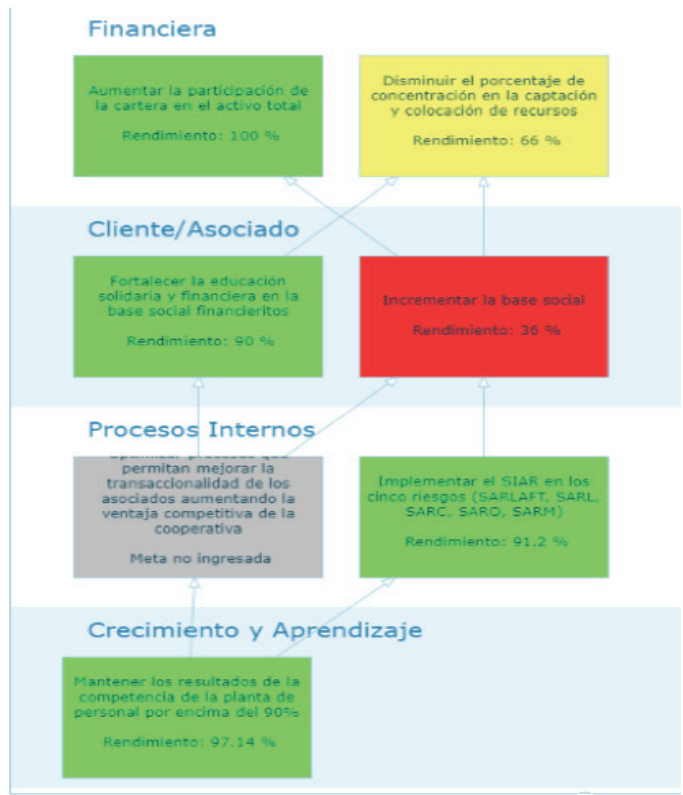 Financiera
Aumentar la participación de
la cartera en el activo total
Rendimiento: 100 %
Disminuir el porcentaje de
concentración en la captación
y colocación de recursos
Rendimiento: 66 %
Cliente/Asociado
Fortalecer la educación
solidaria y financiera en la
base social financieritos
Rendimiento: 90 %
Incrementar la base social
Rendimiento: 36 %
Procesos Internos
procesos que
permitan mejorar la
transaccionalidad de los
asociados aumentando la
ventaja competitiva de la
cooperativa
Meta no ingresada
Implementar el SIAR en los
cinco riesgos (SARLAFT, SARL,
SARC, SARO, SARM)
Rendimiento: 91.2 %
Crecimiento y Aprendizaje
Mantener los resultados de la
competencia de la planta de
personal por encima del 90%
Rendimiento: 97.14 %